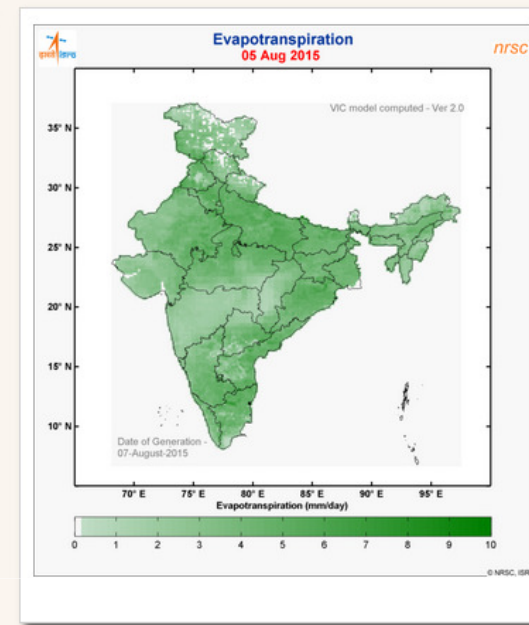 Evapotranspiration
05 Aug 2015
इसरो isro
nrsc
VIC model computed - Ver 2.0
35° N
30° N
25° N
20° N
15° N
10° N
Date of Generation -
07-August-2015
70° E 75° E 80° E 85° E 90° E 95° E
Evapotranspiration (mm/day)
0 1 2 3 4 5 6 7 8 9 10
© NRSC, ISR